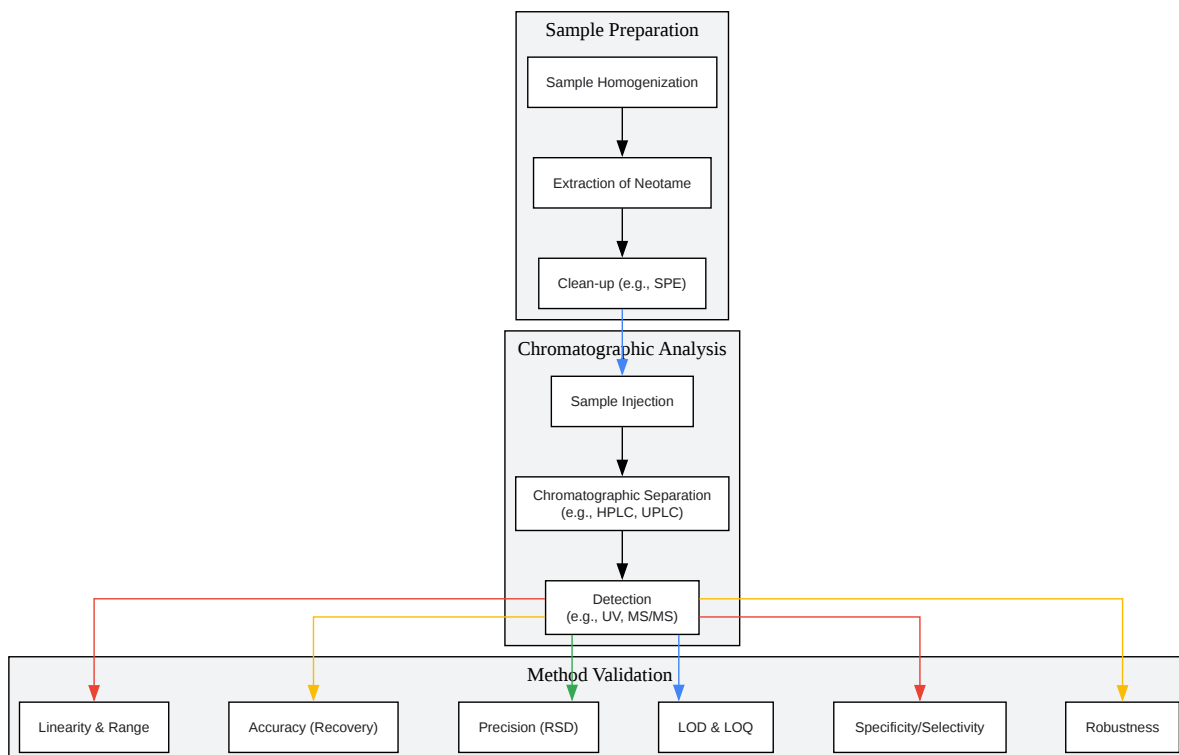 Sample Preparation
Sample Homogenization
Extraction of Neotame
Clean-up (e.g., SPE)
Chromatographic Analysis
Sample Injection
Chromatographic Separation
(e.g., HPLC, UPLC)
Detection
(e.g., UV, MS/MS)
Method Validation
Linearity & Range
Accuracy (Recovery)
Precision (RSD)
LOD & LOQ
Specificity/Selectivity
Robustness